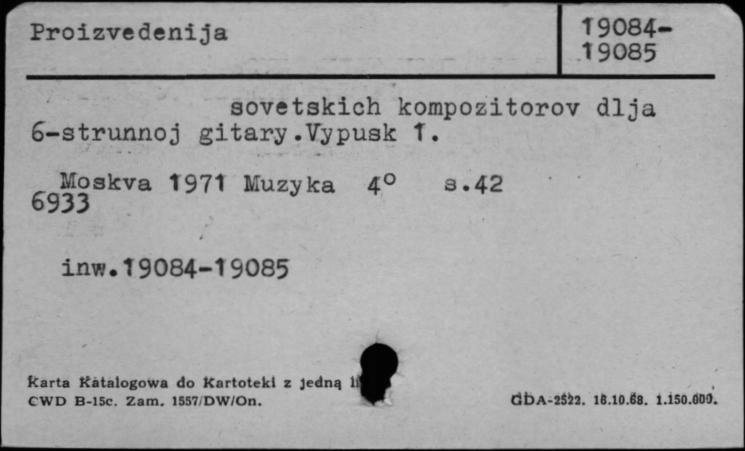 Proizvedenija
19084-
19085
sovetskich kompozitorov dlja
6-strunnoj gitary.Vypusk 1.
Moskva 1971 Muzyka 4° s.42
6933
inw.19084-19085
Karta Katalogowa do Kartoteki z jedną
CWD B-15c. Zam. 1557/DW/On.
GDA-2522. 16.10.68. 1.150.000.